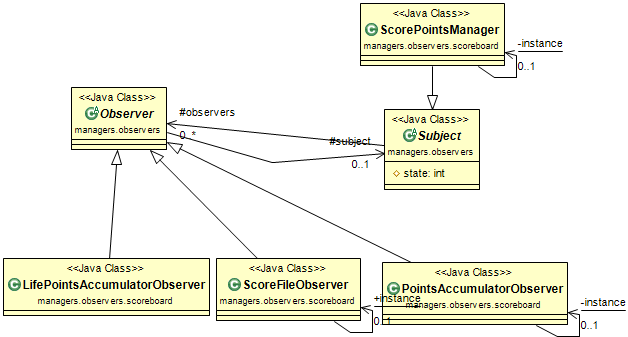 <<Java Class>>
ScorePointsManager
managers.observers.scoreboard
-instance
0..1
<<Java Class>>
Observer
managers.observers
#observers
0..*
#subject
0..1
<<Java Class>>
Subject
managers.observers
state: int
<<Java Class>>
LifePointsAccumulatorObserver
managers.observers.scoreboard
<<Java Class>>
ScoreFileObserver
managers.observers.scoreboard
+instance
0..1
<<Java Class>>
PointsAccumulatorObserver
managers.observers.scoreboard
-instance
0..1